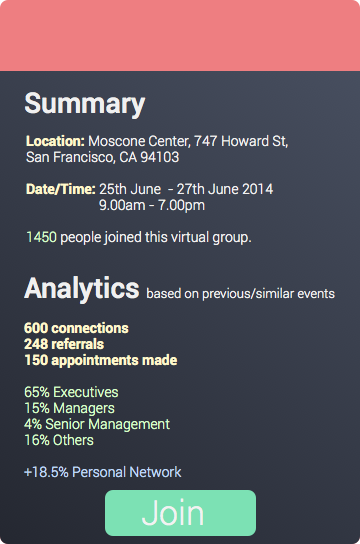 Summary
Location: Moscone Center, 747 Howard St,
San Francisco, CA 94103
Date/Time: 25th June - 27th June 2014
9.00am - 7.00pm
1450 people joined this virtual group.
Analytics based on previous/similar events
600 connections
248 referrals
150 appointments made
65% Executives
15% Managers
4% Senior Management
16% Others
+18.5% Personal Network
Join